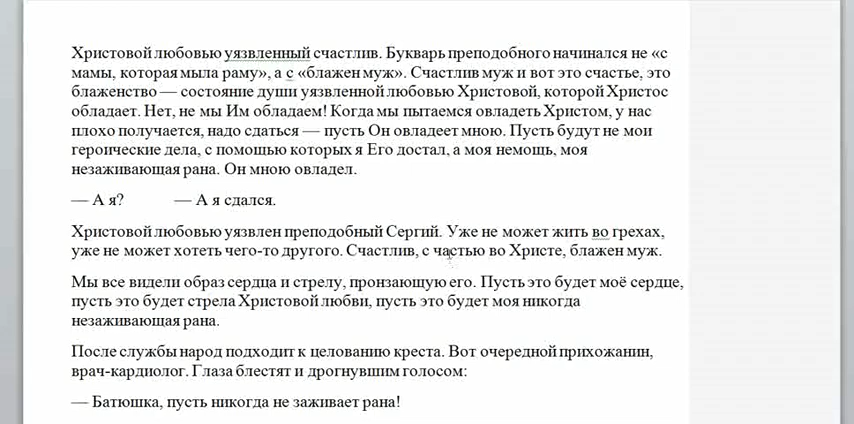 Христовой любовью уязвленный счастлив. Букварь преподобного начинался не «с
мамы, которая мыла раму», а с «блажен муж». Счастлив муж и вот это счастье, это
блаженство — состояние души уязвленной любовью Христовой, которой Христос
обладает. Нет, не мы Им обладаем! Когда мы пытаемся овладеть Христом, у нас
плохо получается, надо сдаться — пусть Он овладеет мною. Пусть будут не мои
героические дела, с помощью которых я Его достал, а моя немощь, моя
незаживающая рана. Он мною овладел.
— А я? — А я сдался.
Христовой любовью уязвлен преподобный Сергий. Уже не может жить во грехах,
уже не может хотеть чего-то другого. Счастлив, с частью во Христе, блажен муж.
Мы все видели образ сердца и стрелу, пронзающую его. Пусть это будет моё сердце,
пусть это будет стрела Христовой любви, пусть это будет моя никогда
незаживающая рана.
После службы народ подходит к целованию креста. Вот очередной прихожанин,
врач-кардиолог. Глаза блестят и дрогнувшим голосом:
— Батюшка, пусть никогда не заживает рана!